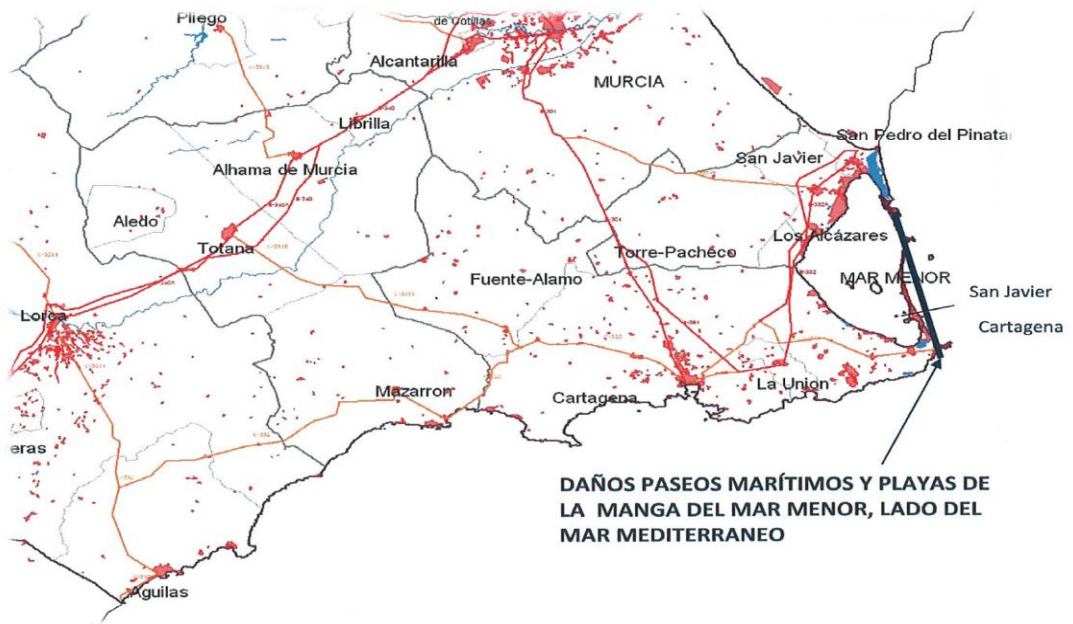 Pliego
de Cotillas
Alcantarilla
MURCIA
Librilla
San Pedro del Pinata
San Javier
Alhama de Murcia
Aledo
Totana
Los Alcázares
Torre-Pacheco
Fuente-Alamo
MAR MENOR
San Javier
Lorca
Cartagena
La Union
Mazarron
Cartagena
eras
DAÑOS PASEOS MARÍTIMOS Y PLAYAS DE
LA MANGA DEL MAR MENOR, LADO DEL
MAR MEDITERRANEO
Aguilas